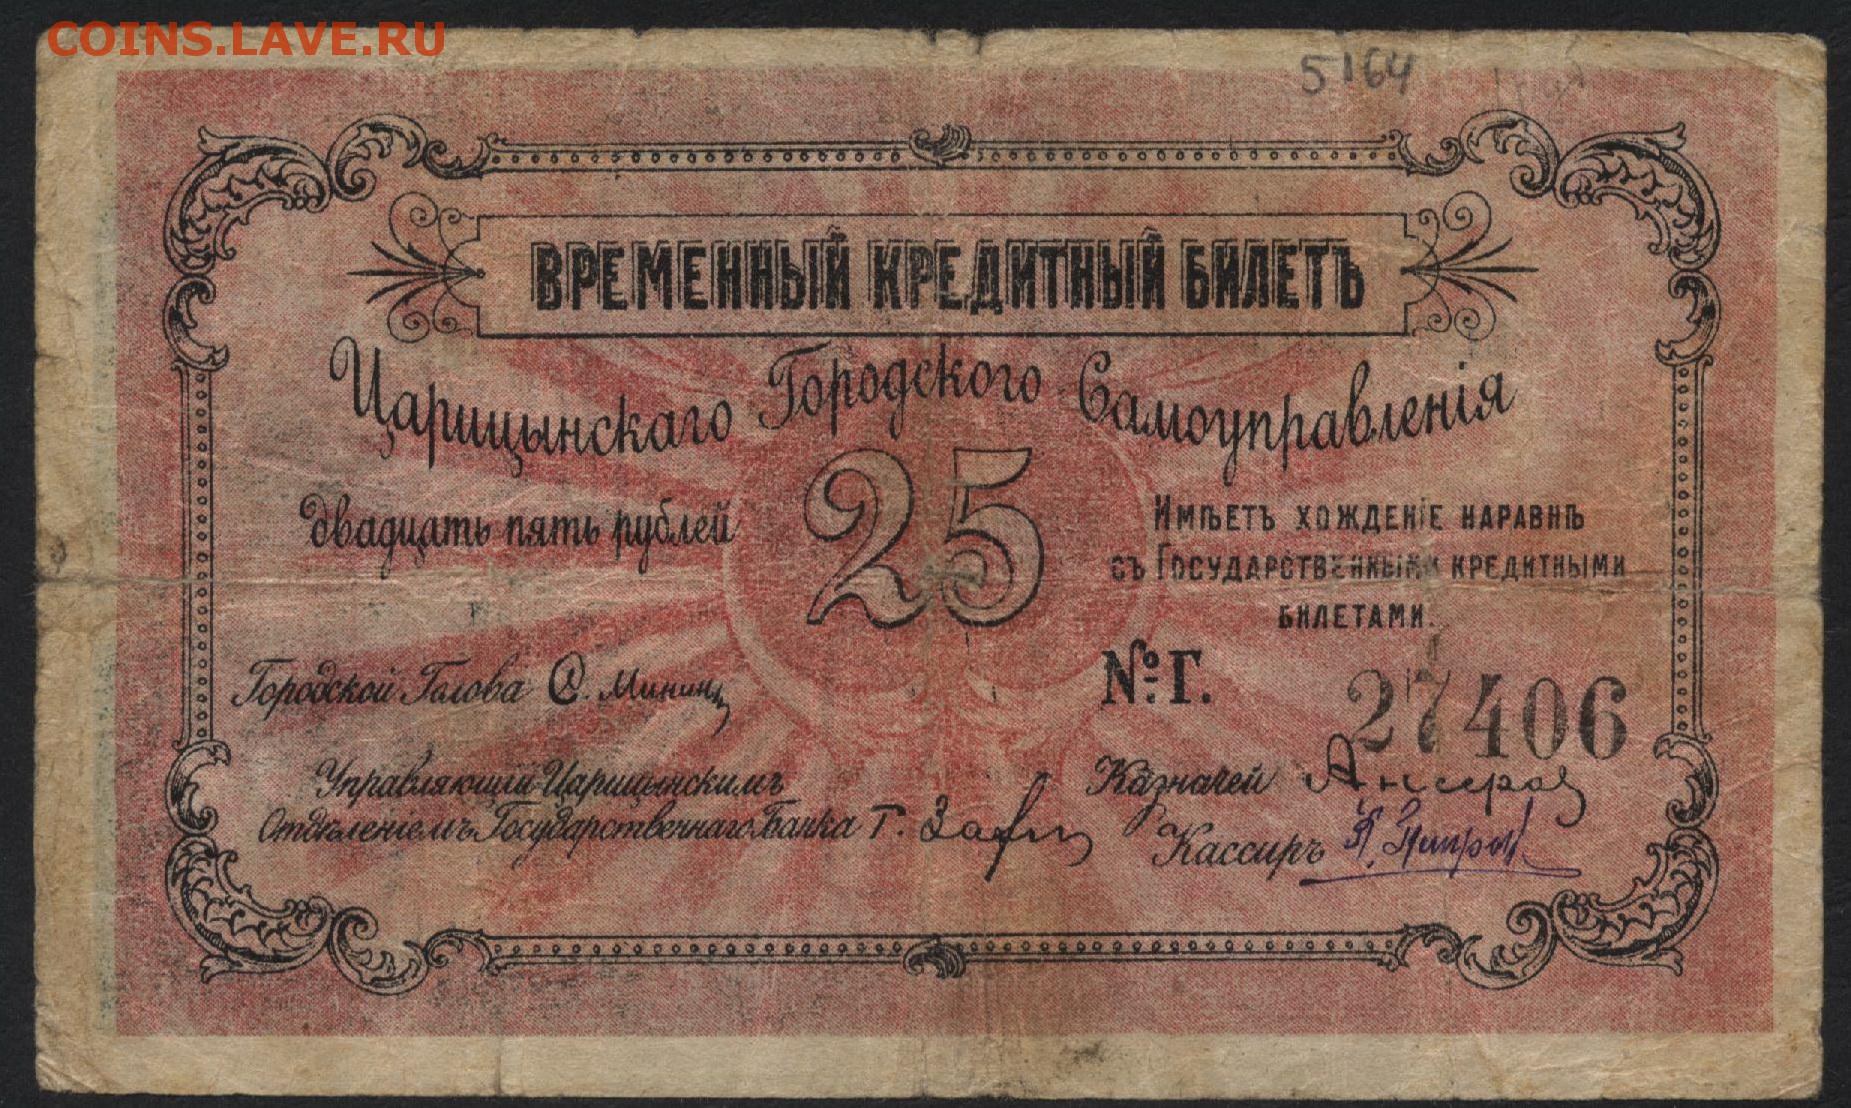 COINS.LAVE.RU
5164
ВРЕМЕННЫЙ КРЕДИТНЫЙ БИЛЕТЪ
Царицынскаго Городского Самоуправленія
двадцать пять рублей
25
Имѣетъ хожденіе наравнѣ
съ Государственными кредитными
билетами.
Городской Голова С. Мининъ
№ Г. 27406
Управляющій Царицынскимъ
Отдѣленіемъ Государственнаго Банка Г.
Казначей
Кассиръ